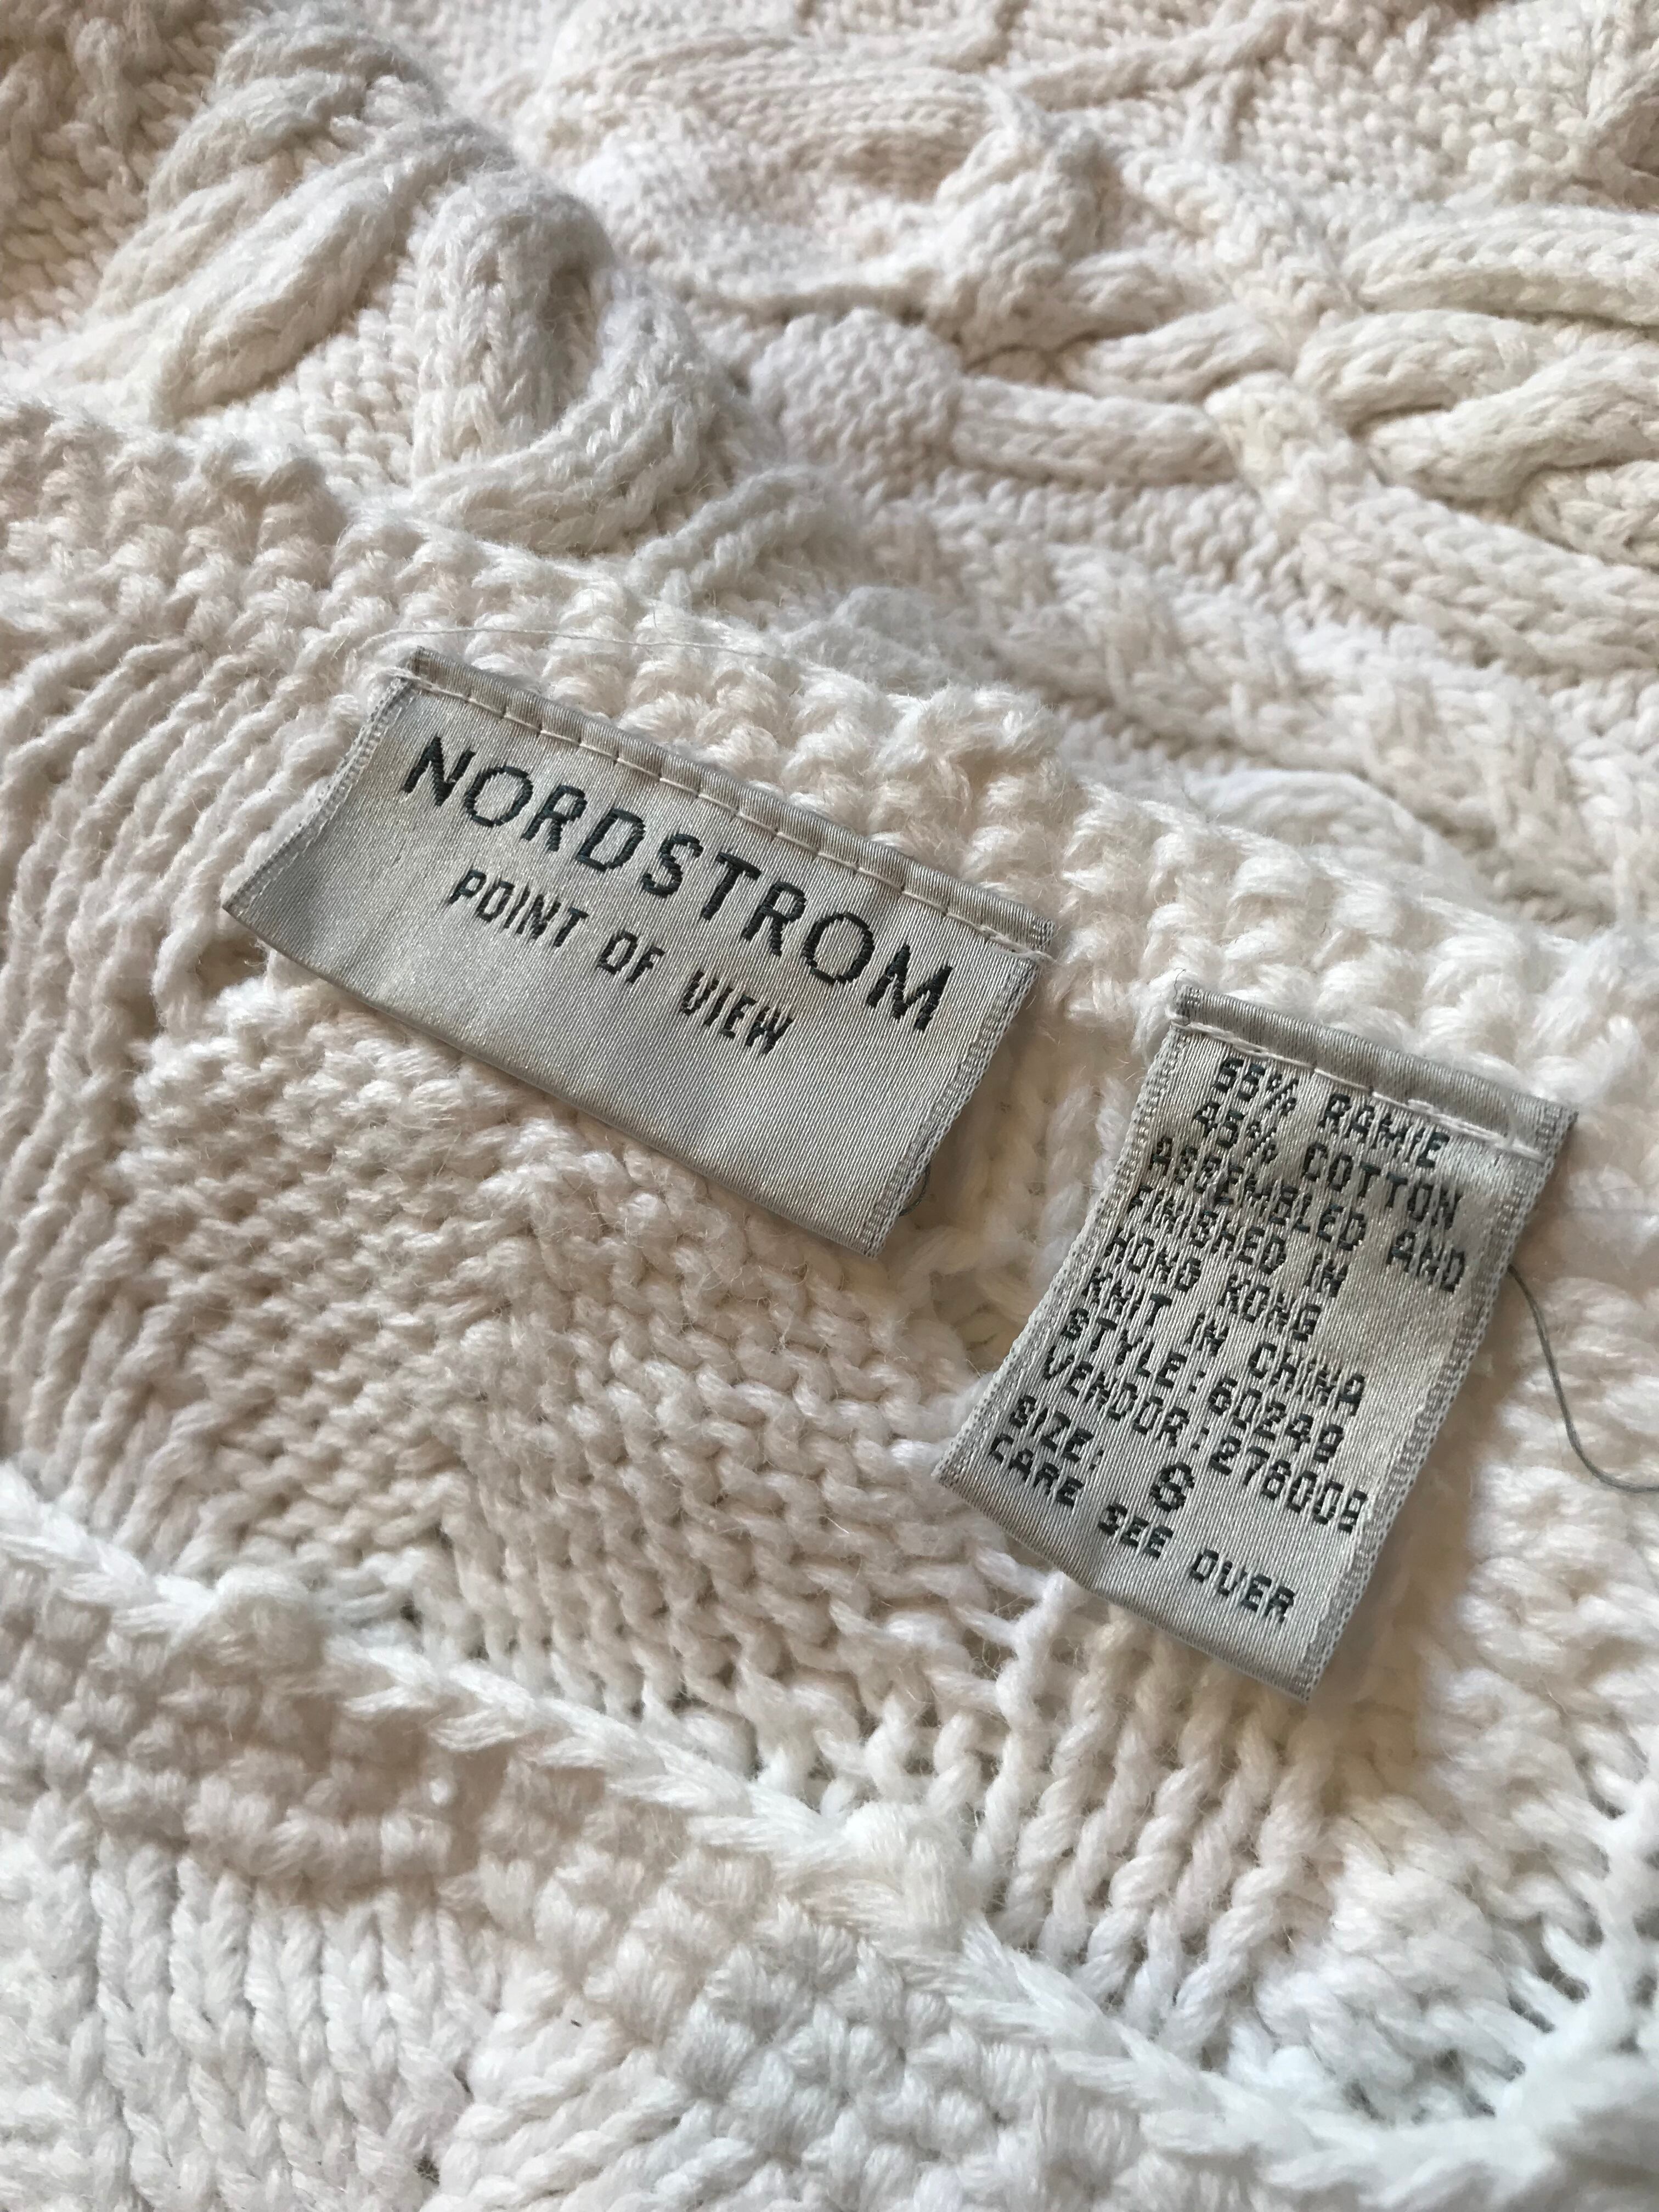 NORDSTROM
POINT OF VIEW
55% RAMIE
45% COTTON
ASSEMBLED AND
FINISHED IN
HONG KONG
KNIT IN CHINA
STYLE:60249
VENDOR:276009
SIZE: S
CARE SEE OVER